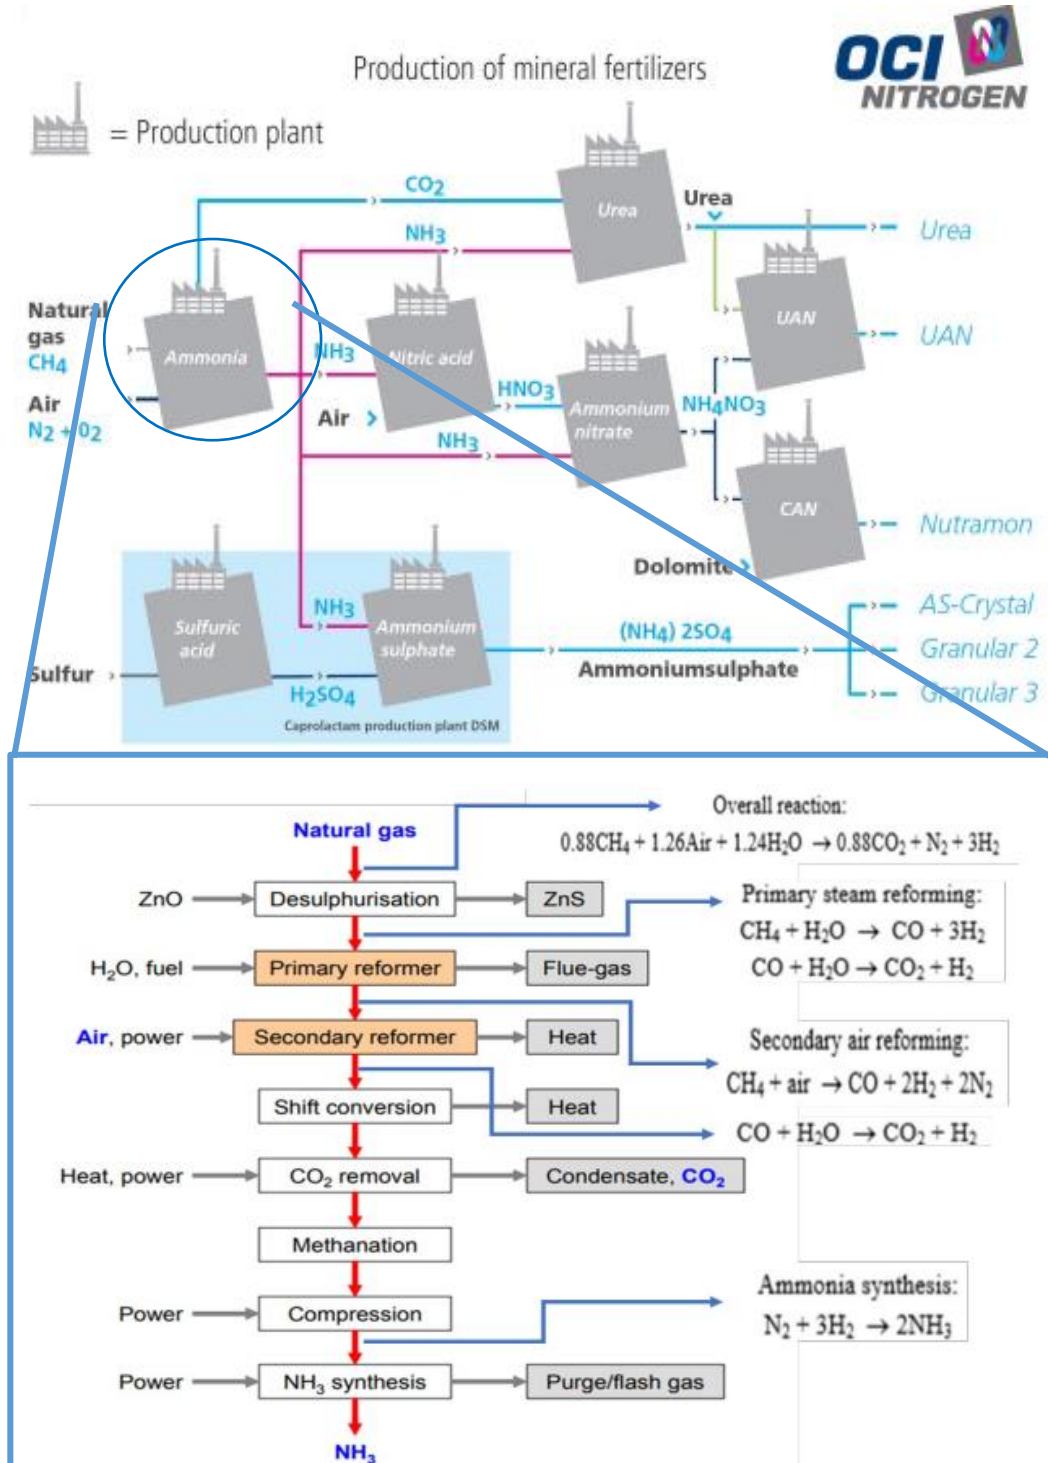 OCI
NITROGEN
Production of mineral fertilizers
= Production plant
CO2
Urea
Urea
Urea
NH3
Natural
gas
CH4
Ammonia
NH3
Nitric acid
UAN
UAN
Air
N2 + O2
Air
HNO3
Ammonium
nitrate
NH4NO3
NH3
CAN
Nutramon
Dolomite
Sulfuric
acid
NH3
Ammonium
sulphate
(NH4) 2SO4
Ammoniumsulphate
AS-Crystal
Granular 2
Granular 3
Sulfur
H2SO4
Caprolactam production plant DSM
Natural gas
Overall reaction:
0.88CH4 + 1.26Air + 1.24H2O → 0.88CO2 + N2 + 3H2
ZnO
Desulphurisation
ZnS
Primary steam reforming:
CH4 + H2O → CO + 3H2
CO + H2O → CO2 + H2
H2O, fuel
Primary reformer
Flue-gas
Air, power
Secondary reformer
Heat
Secondary air reforming:
CH4 + air → CO + 2H2 + 2N2
Shift conversion
Heat
CO + H2O → CO2 + H2
Heat, power
CO2 removal
Condensate, CO2
Methanation
Power
Compression
Ammonia synthesis:
N2 + 3H2 → 2NH3
Power
NH3 synthesis
Purge/flash gas
NH3